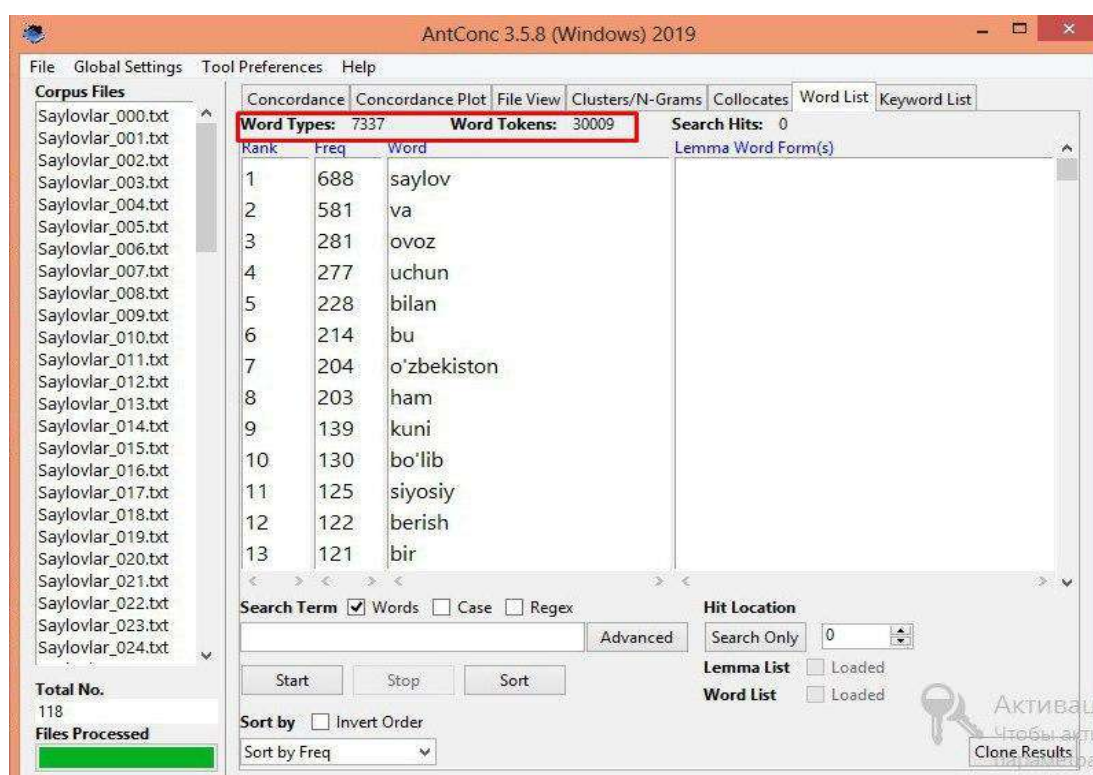 AntConc 3.5.8 (Windows) 2019
File Global Settings Tool Preferences Help
Corpus Files
Saylovlar_000.txt
Saylovlar_001.txt
Saylovlar_002.txt
Saylovlar_003.txt
Saylovlar_004.txt
Saylovlar_005.txt
Saylovlar_006.txt
Saylovlar_007.txt
Saylovlar_008.txt
Saylovlar_009.txt
Saylovlar_010.txt
Saylovlar_011.txt
Saylovlar_012.txt
Saylovlar_013.txt
Saylovlar_014.txt
Saylovlar_015.txt
Saylovlar_016.txt
Saylovlar_017.txt
Saylovlar_018.txt
Saylovlar_019.txt
Saylovlar_020.txt
Saylovlar_021.txt
Saylovlar_022.txt
Saylovlar_023.txt
Saylovlar_024.txt
Total No.
118
Files Processed
Concordance Concordance Plot File View Clusters/N-Grams Collocates Word List Keyword List
Word Types: 7337 Word Tokens: 30009 Search Hits: 0
Rank Freq Word Lemma Word Form(s)
1 688 saylov
2 581 va
3 281 ovoz
4 277 uchun
5 228 bilan
6 214 bu
7 204 o'zbekiston
8 203 ham
9 139 kuni
10 130 bo'lib
11 125 siyosiy
12 122 berish
13 121 bir
Search Term Words Case Regex Hit Location
Advanced Search Only 0
Start Stop Sort Lemma List Loaded
Word List Loaded
Sort by Invert Order
Sort by Freq Clone Results